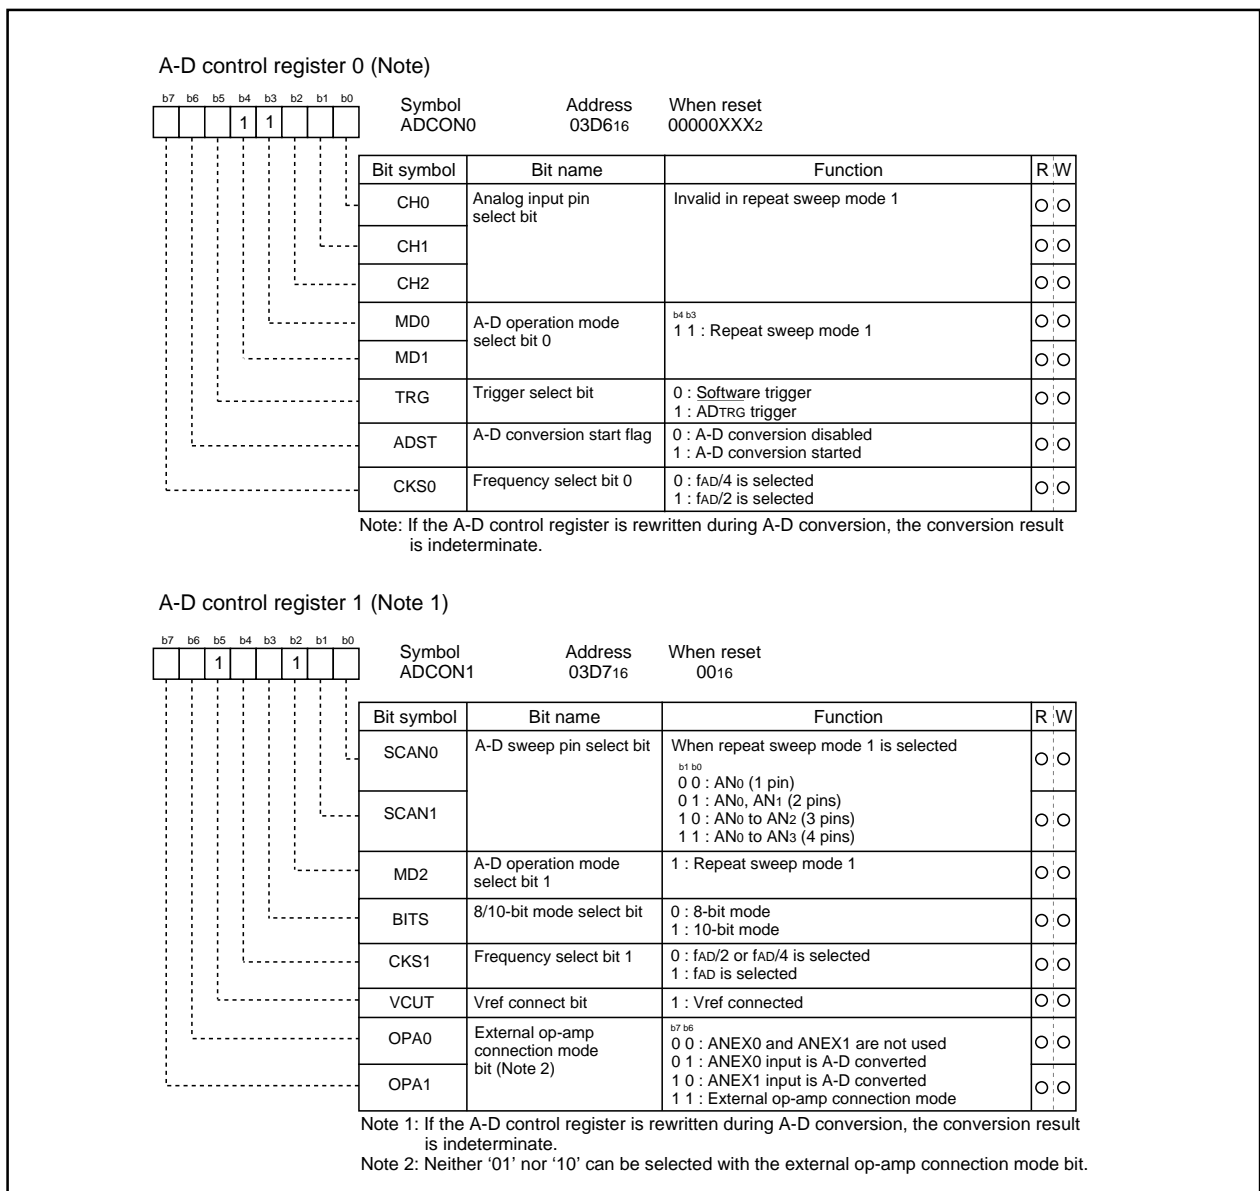 A-D control register 0 (Note)
b7 b6 b5 b4 b3 b2 b1 b0
1 1
Symbol Address When reset
ADCON0 03D616 00000XXX2
Bit symbol Bit name Function R W
CH0 Analog input pin select bit Invalid in repeat sweep mode 1
CH1
CH2
MD0 A-D operation mode select bit 0 b4 b3
1 1 : Repeat sweep mode 1
MD1
TRG Trigger select bit 0 : Software trigger
1 : ADTRG trigger
ADST A-D conversion start flag 0 : A-D conversion disabled
1 : A-D conversion started
CKS0 Frequency select bit 0 0 : fAD/4 is selected
1 : fAD/2 is selected
Note: If the A-D control register is rewritten during A-D conversion, the conversion result
is indeterminate.
A-D control register 1 (Note 1)
b7 b6 b5 b4 b3 b2 b1 b0
1 1
Symbol Address When reset
ADCON1 03D716 0016
Bit symbol Bit name Function R W
SCAN0 A-D sweep pin select bit When repeat sweep mode 1 is selected
b1 b0
0 0 : AN0 (1 pin)
0 1 : AN0, AN1 (2 pins)
SCAN1 1 0 : AN0 to AN2 (3 pins)
1 1 : AN0 to AN3 (4 pins)
MD2 A-D operation mode select bit 1 1 : Repeat sweep mode 1
BITS 8/10-bit mode select bit 0 : 8-bit mode
1 : 10-bit mode
CKS1 Frequency select bit 1 0 : fAD/2 or fAD/4 is selected
1 : fAD is selected
VCUT Vref connect bit 1 : Vref connected
OPA0 External op-amp connection mode bit (Note 2) b7 b6
0 0 : ANEX0 and ANEX1 are not used
0 1 : ANEX0 input is A-D converted
OPA1 1 0 : ANEX1 input is A-D converted
1 1 : External op-amp connection mode
Note 1: If the A-D control register is rewritten during A-D conversion, the conversion result
is indeterminate.
Note 2: Neither ‘01’ nor ‘10’ can be selected with the external op-amp connection mode bit.